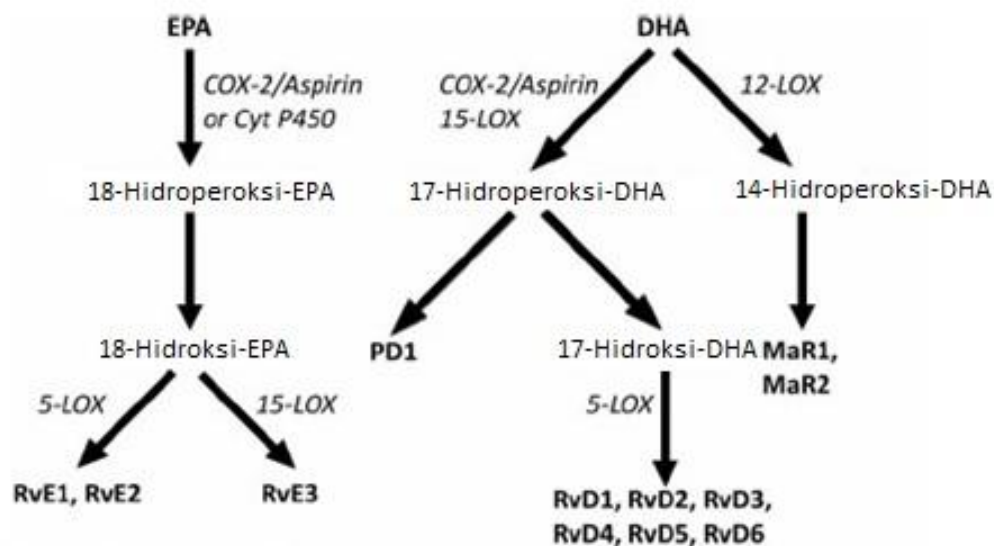 EPA
DHA
COX-2/Aspirin
or Cyt P450
COX-2/Aspirin
15-LOX
12-LOX
18-Hidroperoksi-EPA
17-Hidroperoksi-DHA
14-Hidroperoksi-DHA
18-Hidroksi-EPA
PD1
17-Hidroksi-DHA
MaR1,
MaR2
5-LOX
15-LOX
5-LOX
RvE1, RvE2
RvE3
RvD1, RvD2, RvD3,
RvD4, RvD5, RvD6